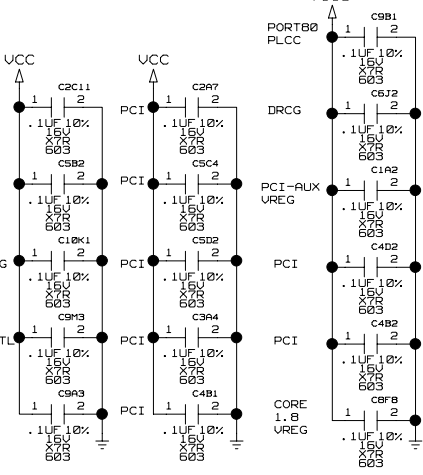 VCC
C2C11
1 2
.1UF 10%
16V
X7R
603
C5B2
1 2
.1UF 10%
16V
X7R
603
G
C10K1
1 2
.1UF 10%
16V
X7R
603
TL
C9M3
1 2
.1UF 10%
16V
X7R
603
C9A3
1 2
.1UF 10%
16V
X7R
603
VCC
PCI
C2A7
1 2
.1UF 10%
16V
X7R
603
PCI
C5C4
1 2
.1UF 10%
16V
X7R
603
PCI
C5D2
1 2
.1UF 10%
16V
X7R
603
PCI
C3A4
1 2
.1UF 10%
16V
X7R
603
PCI
C4B1
1 2
.1UF 10%
16V
X7R
603
PORT80
PLCC
C9B1
1 2
.1UF 10%
16V
X7R
603
DRCG
C6J2
1 2
.1UF 10%
16V
X7R
603
PCI-AUX
VREG
C1A2
1 2
.1UF 10%
16V
X7R
603
PCI
C4D2
1 2
.1UF 10%
16V
X7R
603
PCI
C4B2
1 2
.1UF 10%
16V
X7R
603
CORE
1.8
VREG
C8F8
1 2
.1UF 10%
16V
X7R
603